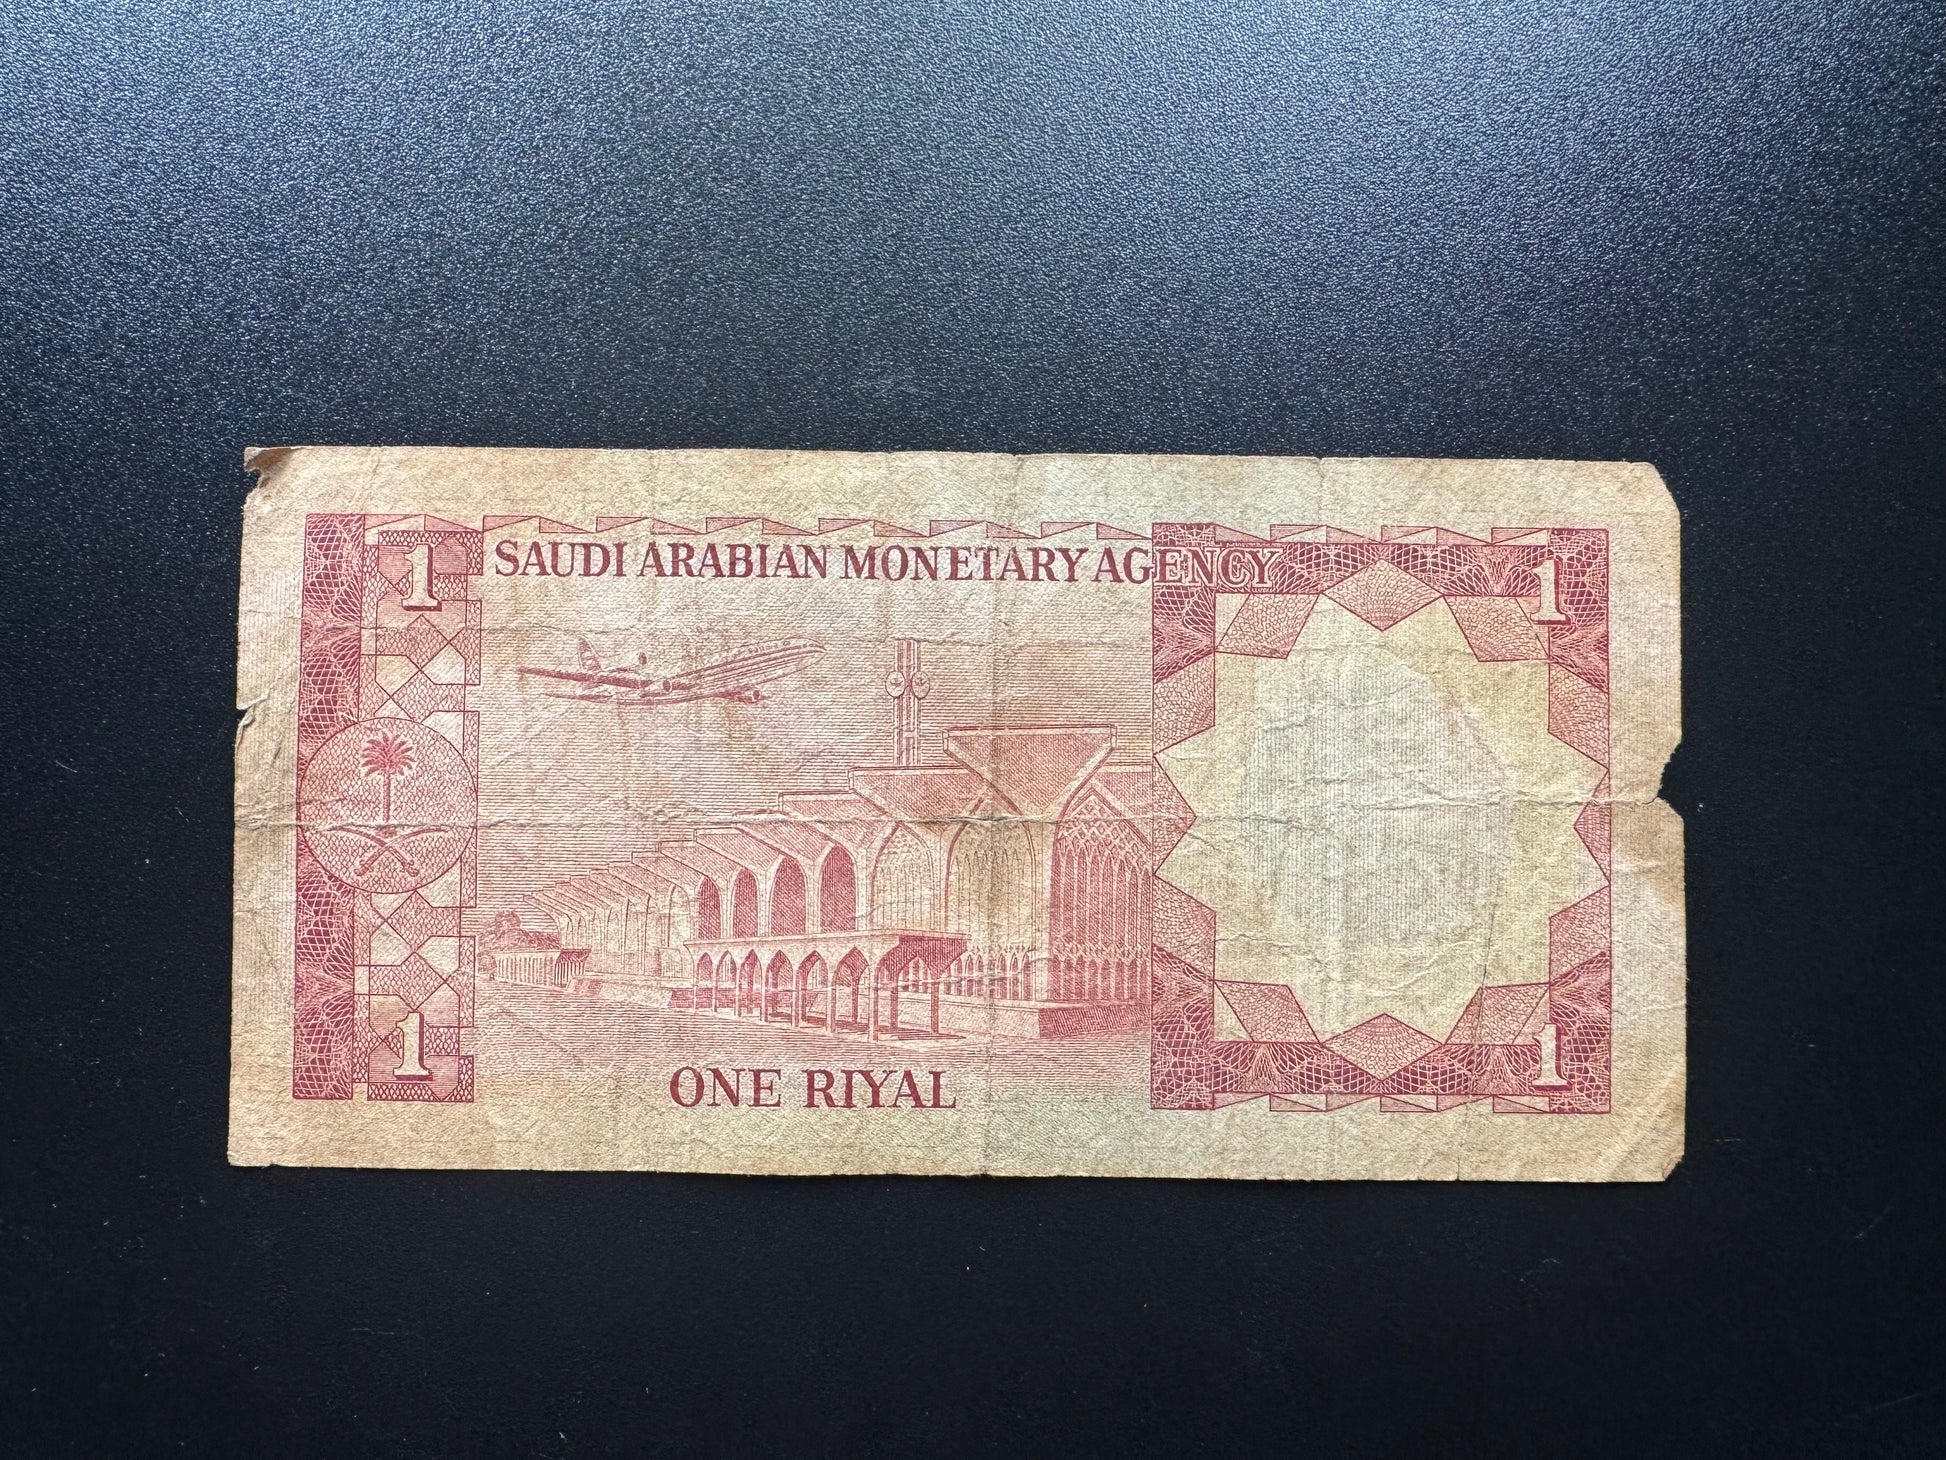 1 SAUDI ARABIAN MONETARY AGENCY 1
1 ONE RIYAL 1